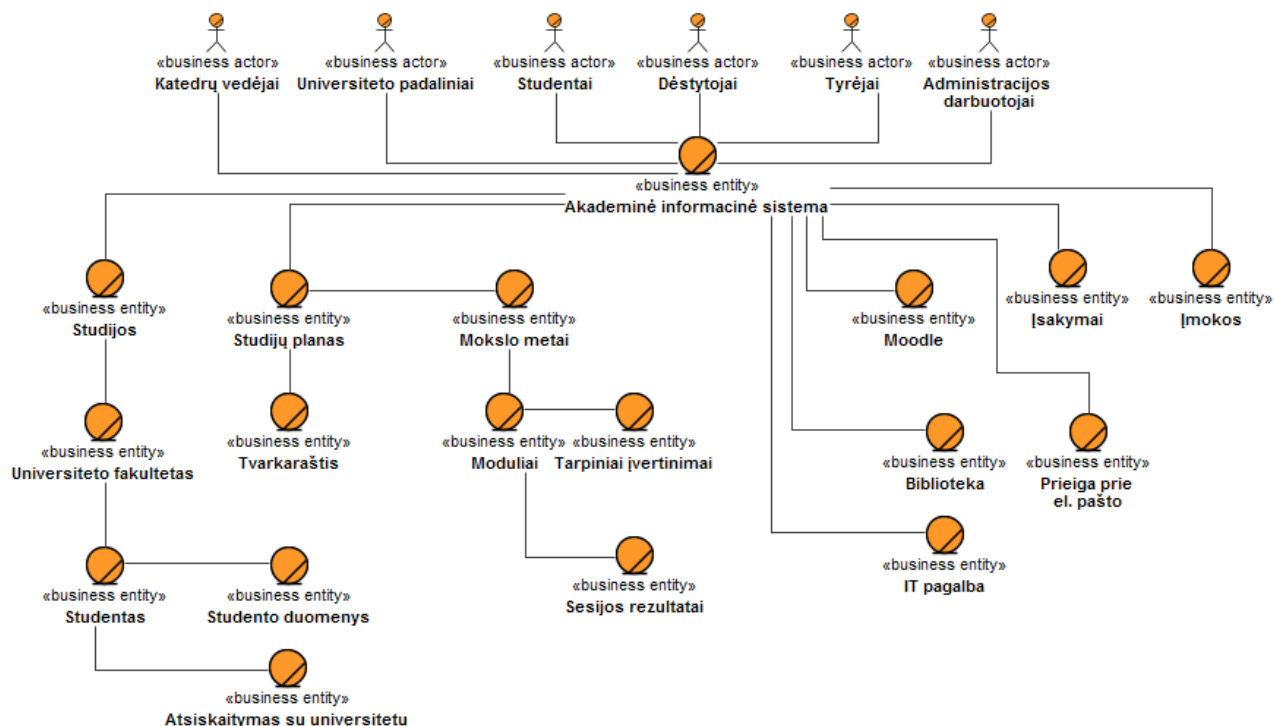 «business actor»
Katedrų vedėjai
«business actor»
Universiteto padaliniai
«business actor»
Studentai
«business actor»
Dėstytojai
«business actor»
Tyrėjai
«business actor»
Administracijos
darbuotojai
«business entity»
Akademinė informacinė sistema
«business entity»
Studijos
«business entity»
Studijų planas
«business entity»
Mokslo metai
«business entity»
Moodle
«business entity»
Įsakymai
«business entity»
Įmokos
«business entity»
Universiteto fakultetas
«business entity»
Tvarkaraštis
«business entity»
Moduliai
«business entity»
Tarpiniai įvertinimai
«business entity»
Biblioteka
«business entity»
Prieiga prie
el. pašto
«business entity»
Studentas
«business entity»
Studento duomenys
«business entity»
Sesijos rezultatai
«business entity»
IT pagalba
«business entity»
Atsiskaitymas su universitetu